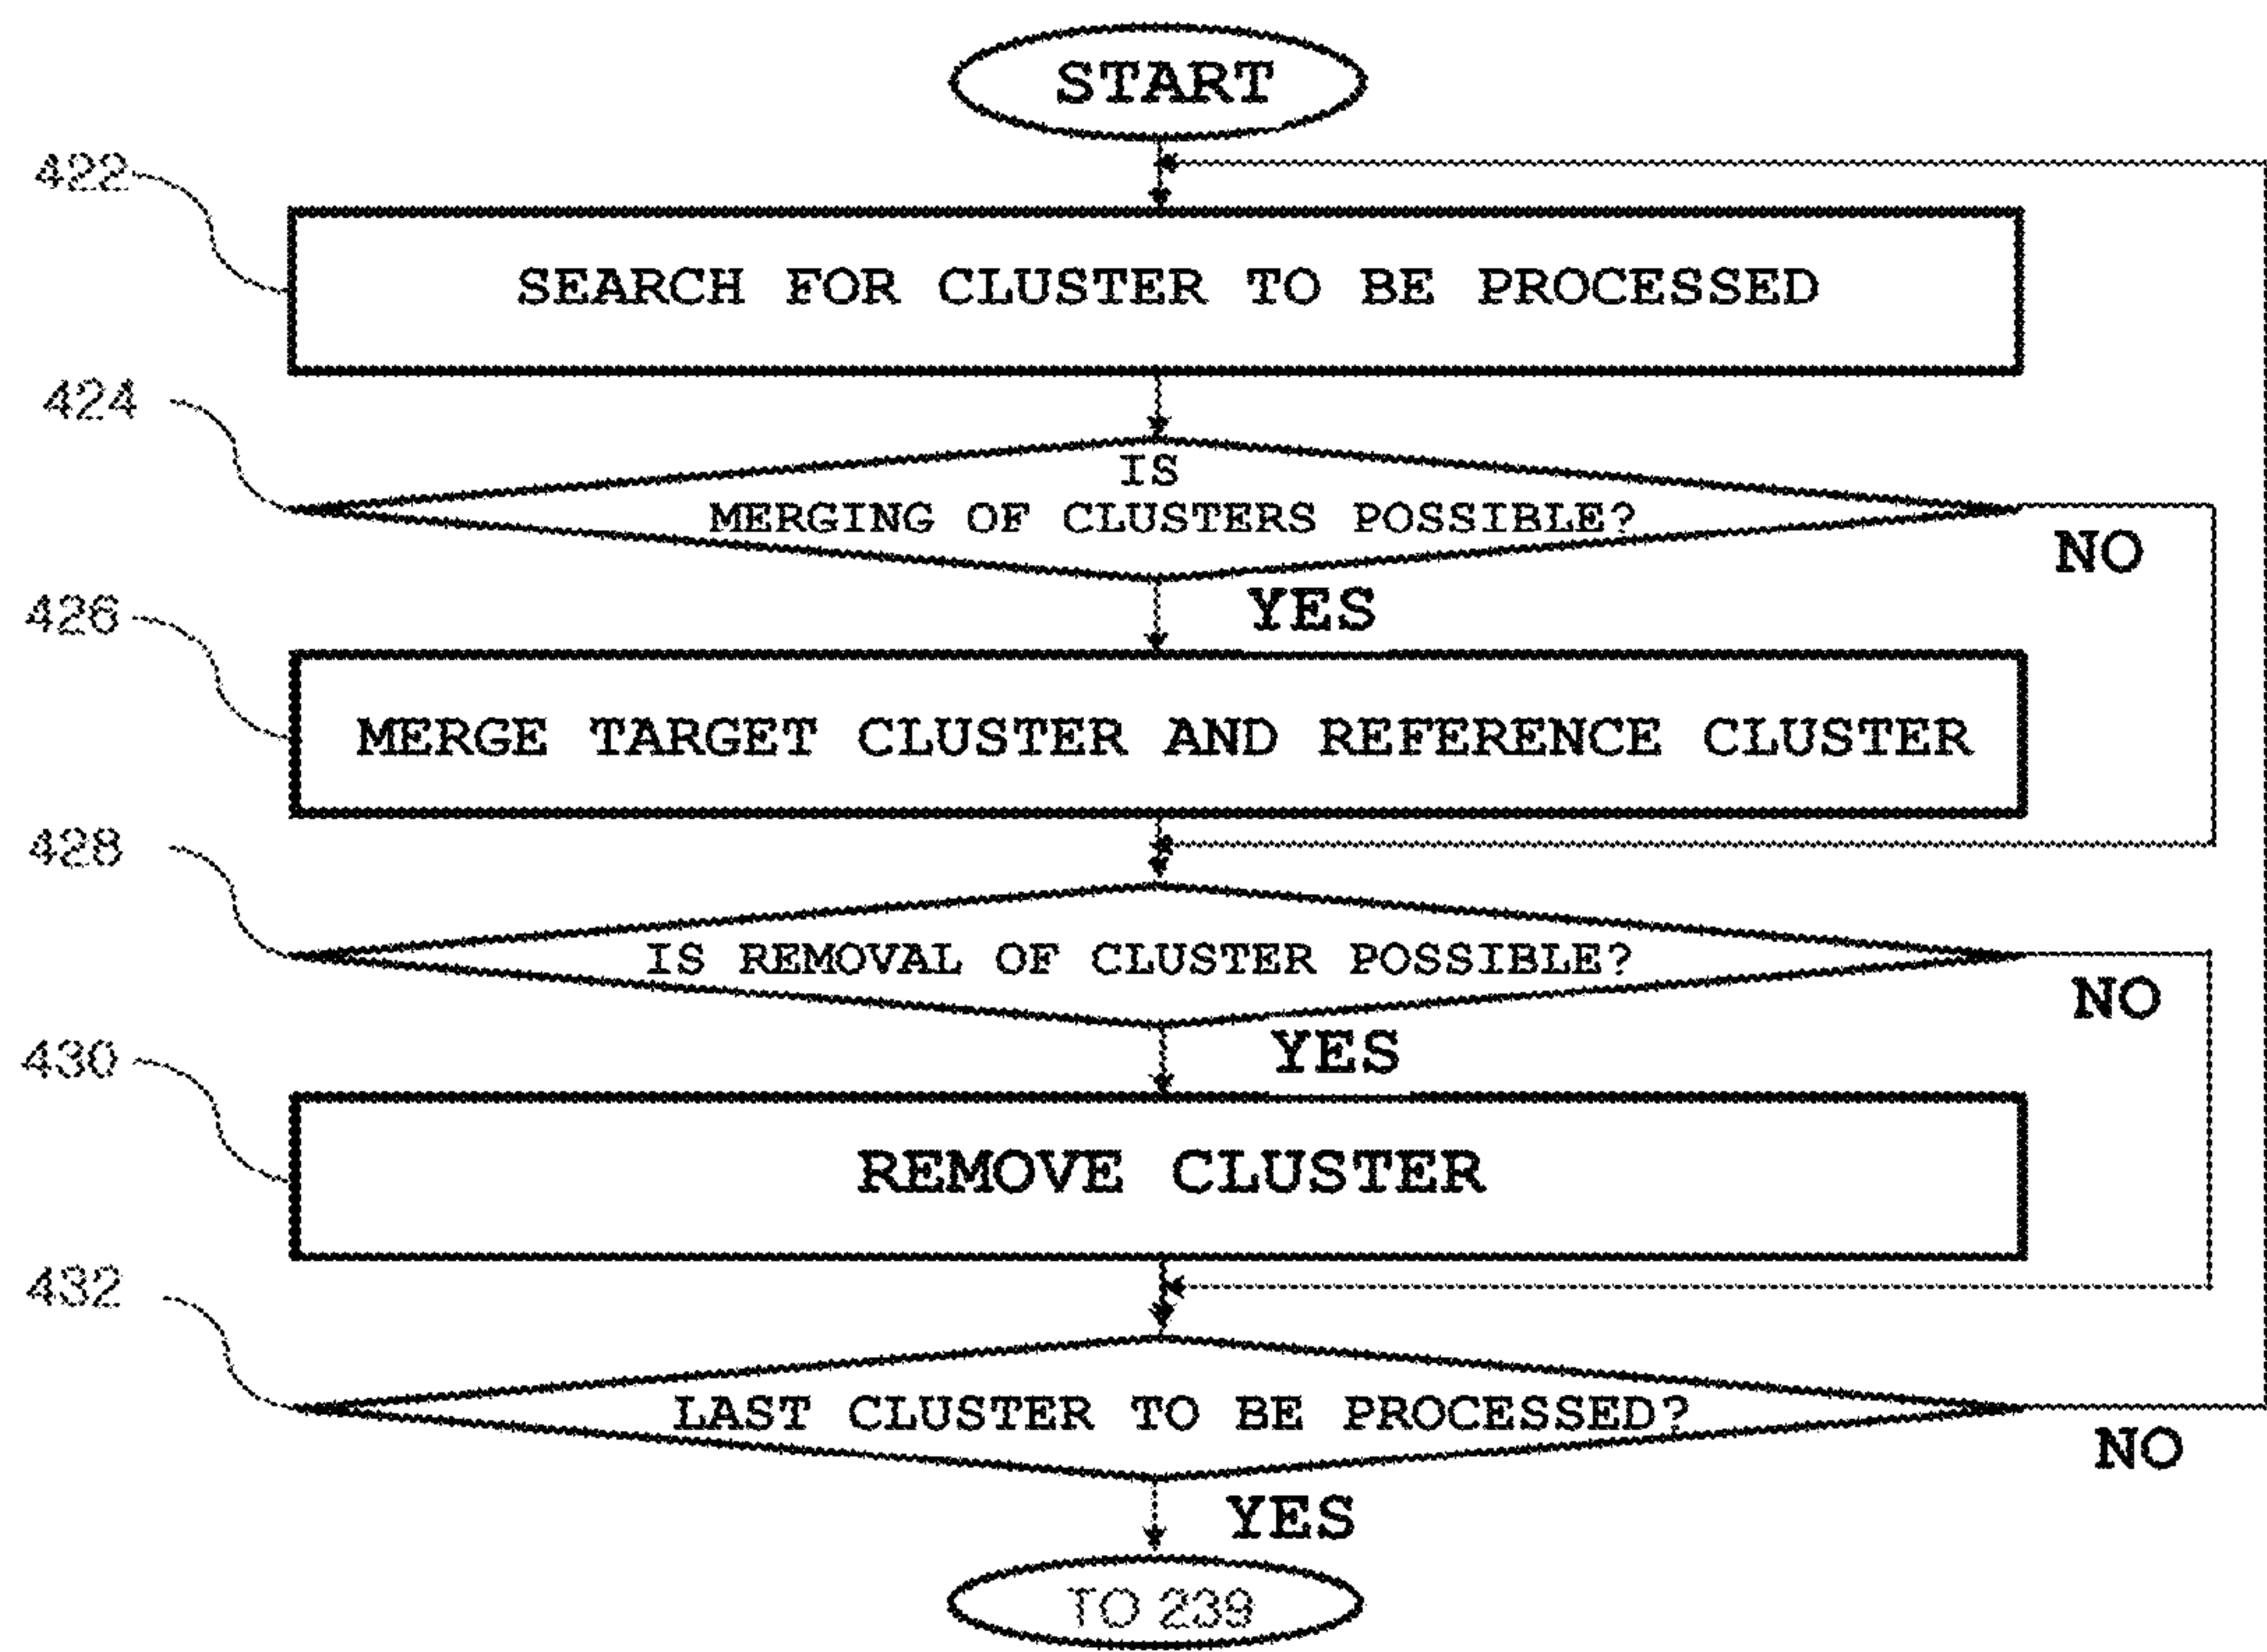 START
422
SEARCH FOR CLUSTER TO BE PROCESSED
424
IS
MERGING OF CLUSTERS POSSIBLE?
NO
YES
426
MERGE TARGET CLUSTER AND REFERENCE CLUSTER
428
IS REMOVAL OF CLUSTER POSSIBLE?
NO
YES
430
REMOVE CLUSTER
432
LAST CLUSTER TO BE PROCESSED?
NO
YES
TO 239